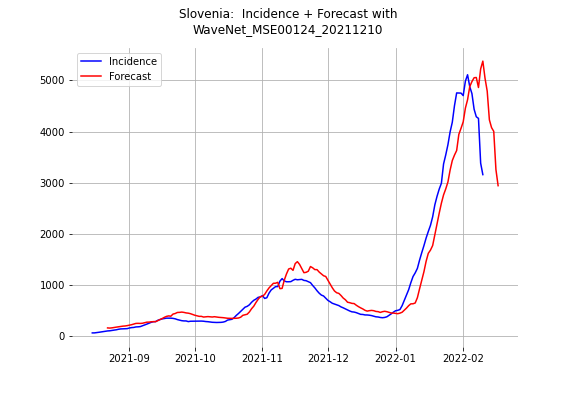 Slovenia:  Incidence + Forecast with
WaveNet_MSE00124_20211210
Incidence
Forecast
5000
4000
3000
2000
1000
0
2021-09 2021-10 2021-11 2021-12 2022-01 2022-02